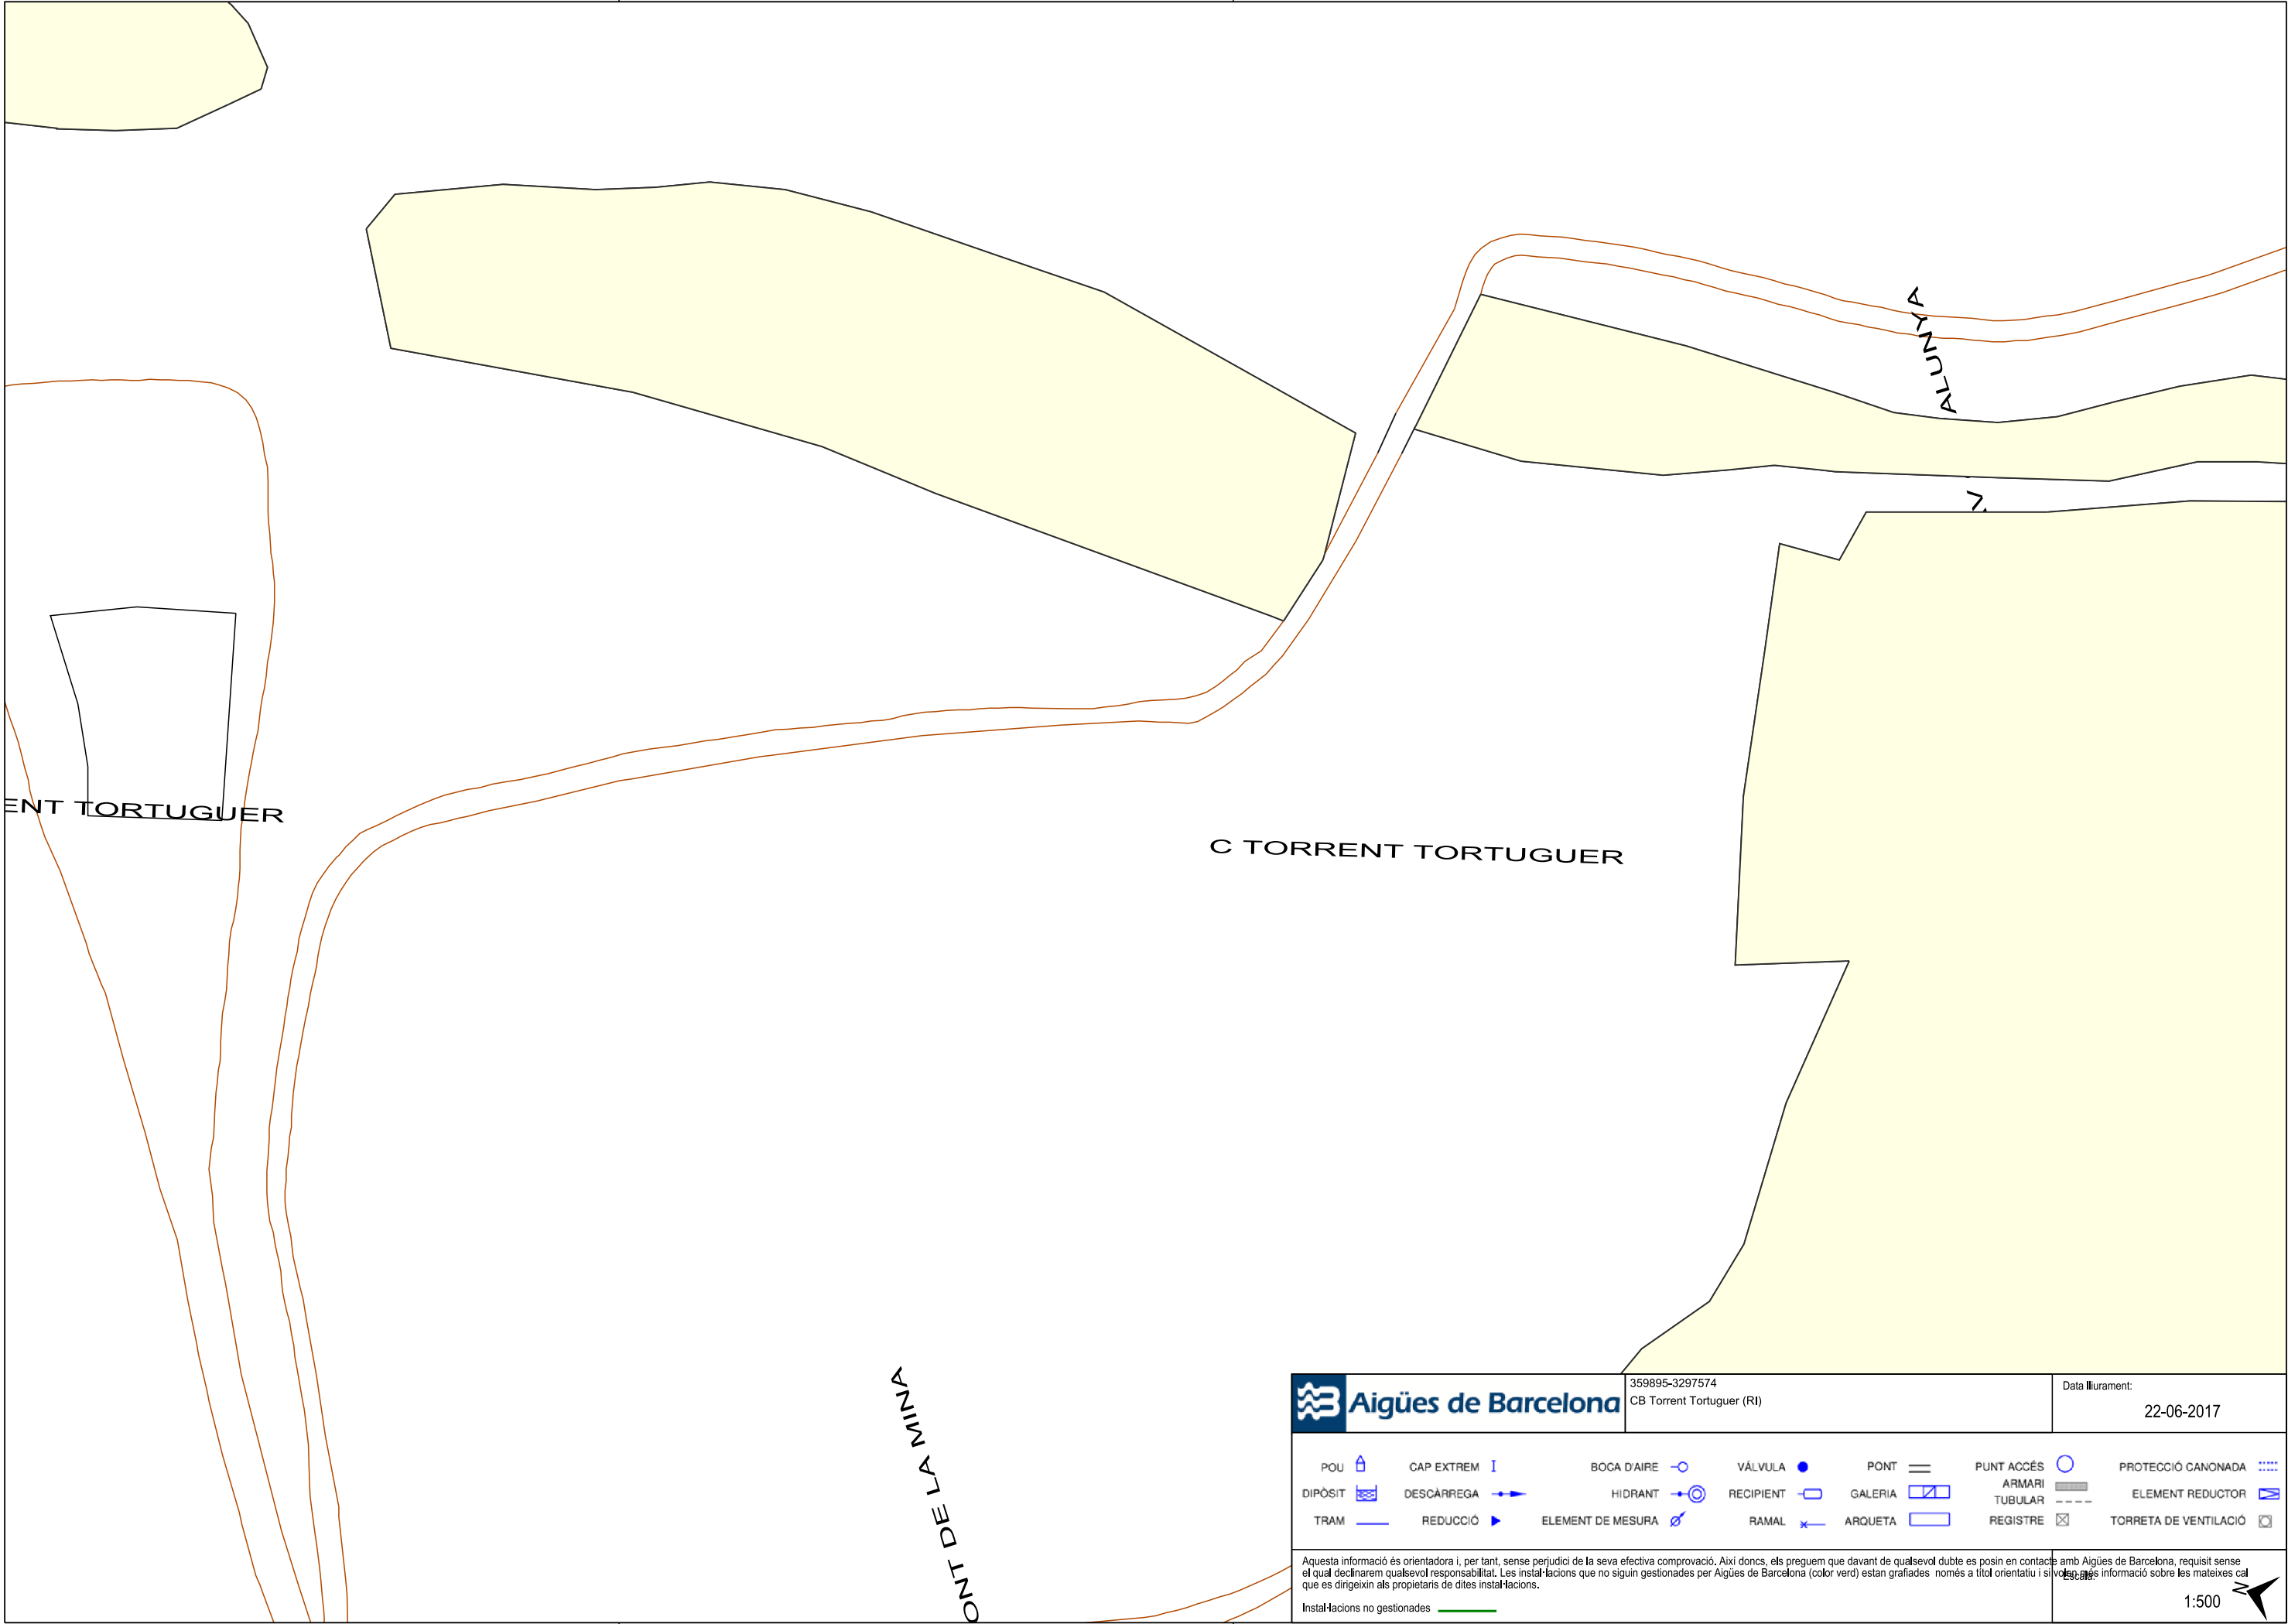 ALUNYA
ENT TORTUGUER
C TORRENT TORTUGUER
ONT DE LA MINA
Aigües de Barcelona
359895-3297574
CB Torrent Tortuguer (RI)
Data lliurament:
22-06-2017
POU CAP EXTREM BOCA D'AIRE VÁLVULA PONT PUNT ACCÉS PROTECCIÓ CANONADA
DIPÒSIT DESCÀRREGA HIDRANT RECIPIENT GALERIA ARMARI ELEMENT REDUCTOR
TUBULAR
TRAM REDUCCIÓ ELEMENT DE MESURA RAMAL ARQUETA REGISTRE TORRETA DE VENTILACIÓ
Aquesta informació és orientadora i, per tant, sense perjudici de la seva efectiva comprovació. Així doncs, els preguem que davant de qualsevol dubte es posin en contacte amb Aigües de Barcelona, requisit sense
el qual declinarem qualsevol responsabilitat. Les instal·lacions que no siguin gestionades per Aigües de Barcelona (color verd) estan grafiades només a títol orientatiu i si volen més informació sobre les mateixes cal
que es dirigeixin als propietaris de dites instal·lacions.
Escala:
1:500
N
Instal·lacions no gestionades